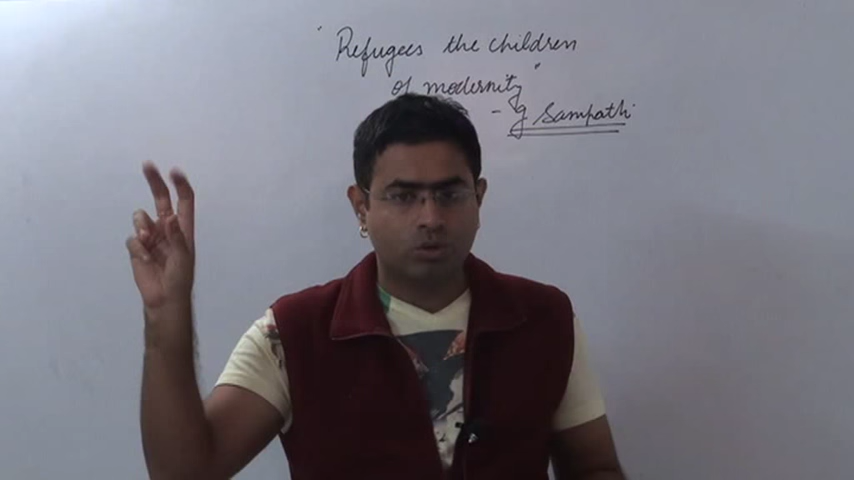 " Refugees the children
of modernity "
- G Sampath